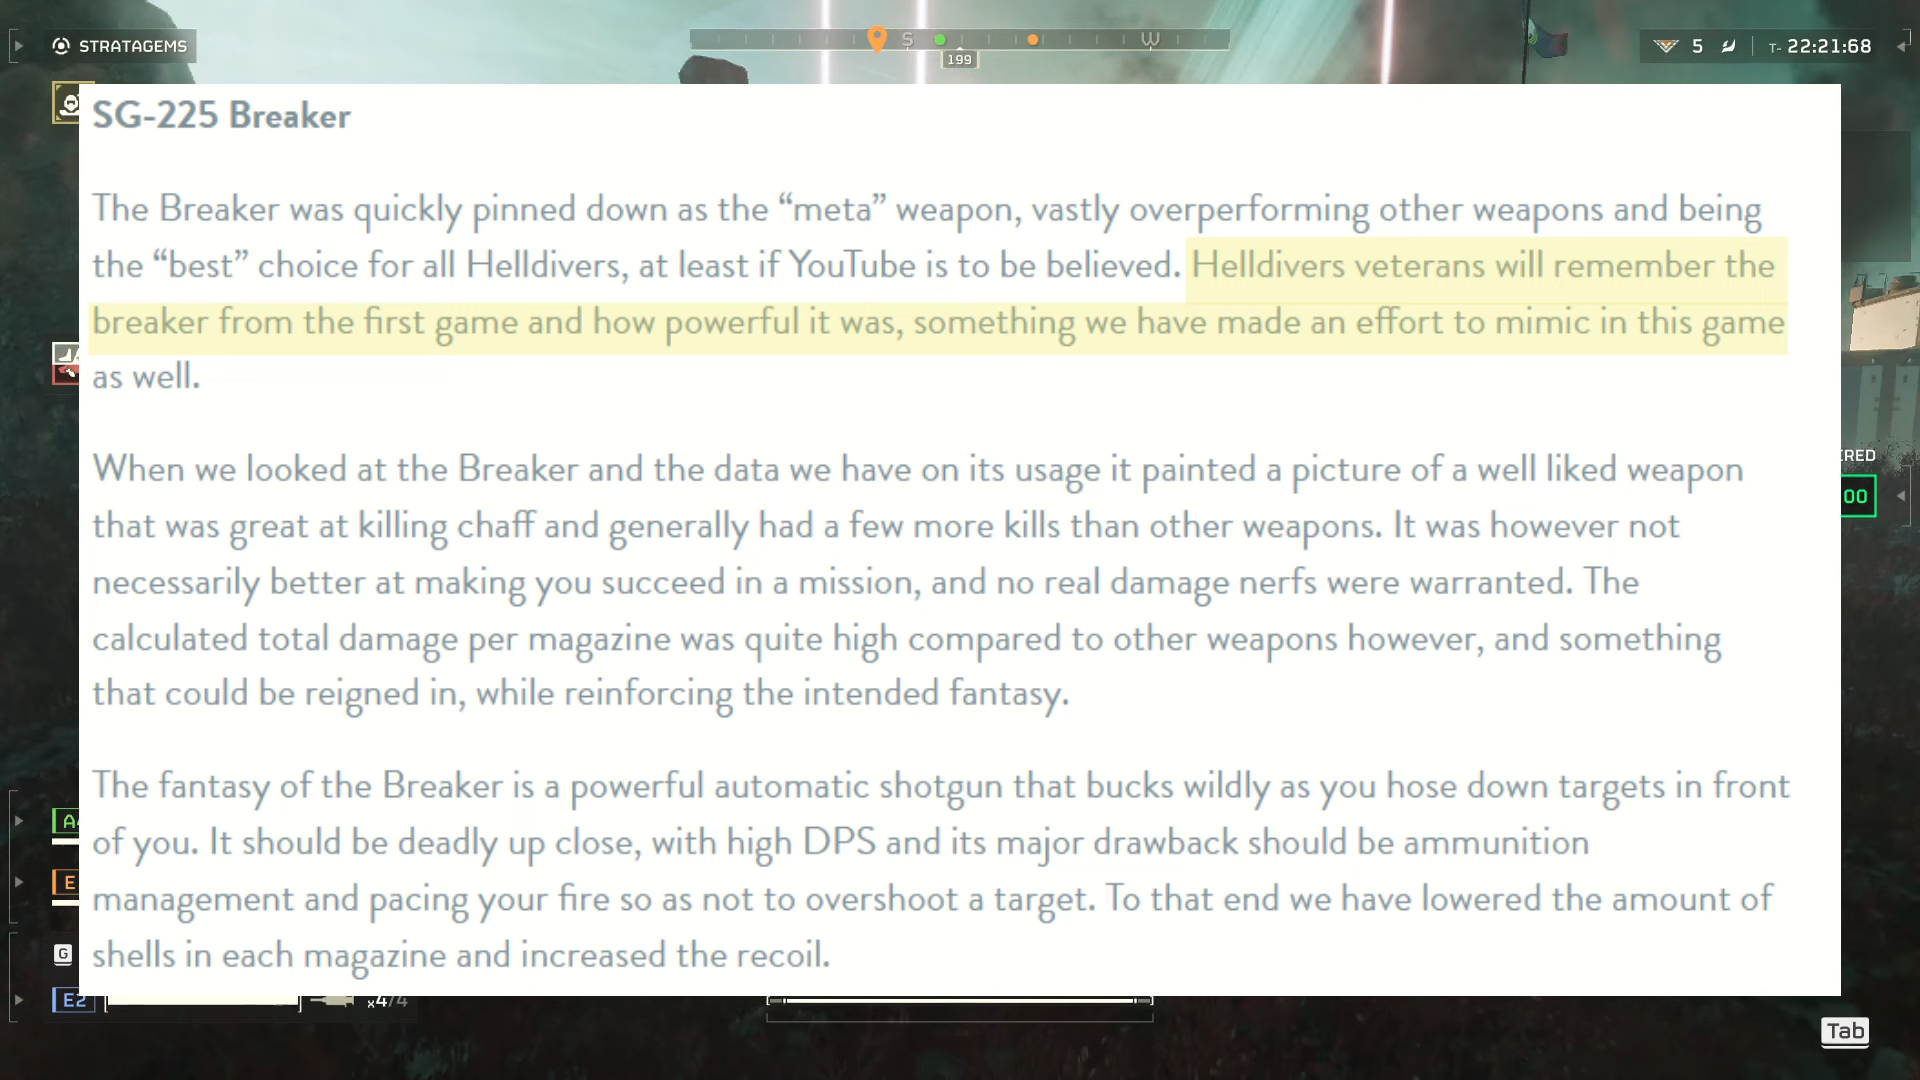 STRATAGEMS
S
W
199
5
T- 22:21:68
SG-225 Breaker
The Breaker was quickly pinned down as the “meta” weapon, vastly overperforming other weapons and being
the “best” choice for all Helldivers, at least if YouTube is to be believed. Helldivers veterans will remember the
breaker from the first game and how powerful it was, something we have made an effort to mimic in this game
as well.
When we looked at the Breaker and the data we have on its usage it painted a picture of a well liked weapon
that was great at killing chaff and generally had a few more kills than other weapons. It was however not
necessarily better at making you succeed in a mission, and no real damage nerfs were warranted. The
calculated total damage per magazine was quite high compared to other weapons however, and something
that could be reigned in, while reinforcing the intended fantasy.
The fantasy of the Breaker is a powerful automatic shotgun that bucks wildly as you hose down targets in front
of you. It should be deadly up close, with high DPS and its major drawback should be ammunition
management and pacing your fire so as not to overshoot a target. To that end we have lowered the amount of
shells in each magazine and increased the recoil.
RED
00
A
E
G
E2
x4/4
Tab